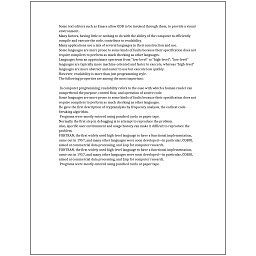 Some text editors such as Emacs allow GDB to be invoked through them, to provide a visual
environment.
Many factors, having little or nothing to do with the ability of the computer to efficiently
compile and execute the code, contribute to readability.
Many applications use a mix of several languages in their construction and use.
Some languages are more prone to some kinds of faults because their specification does not
require compilers to perform as much checking as other languages.
Languages form an approximate spectrum from "low-level" to "high-level"; "low-level"
languages are typically more machine-oriented and faster to execute, whereas "high-level"
languages are more abstract and easier to use but execute less quickly.
However, readability is more than just programming style.
The following properties are among the most important:

In computer programming, readability refers to the ease with which a human reader can
comprehend the purpose, control flow, and operation of source code.
Some languages are more prone to some kinds of faults because their specification does not
require compilers to perform as much checking as other languages.
He gave the first description of cryptanalysis by frequency analysis, the earliest code-
breaking algorithm.
Programs were mostly entered using punched cards or paper tape.
Normally the first step in debugging is to attempt to reproduce the problem.
Also, specific user environment and usage history can make it difficult to reproduce the
problem.
FORTRAN, the first widely used high-level language to have a functional implementation,
came out in 1957, and many other languages were soon developed—in particular, COBOL
aimed at commercial data processing, and Lisp for computer research.
FORTRAN, the first widely used high-level language to have a functional implementation,
came out in 1957, and many other languages were soon developed—in particular, COBOL
aimed at commercial data processing, and Lisp for computer research.
Programs were mostly entered using punched cards or paper tape.